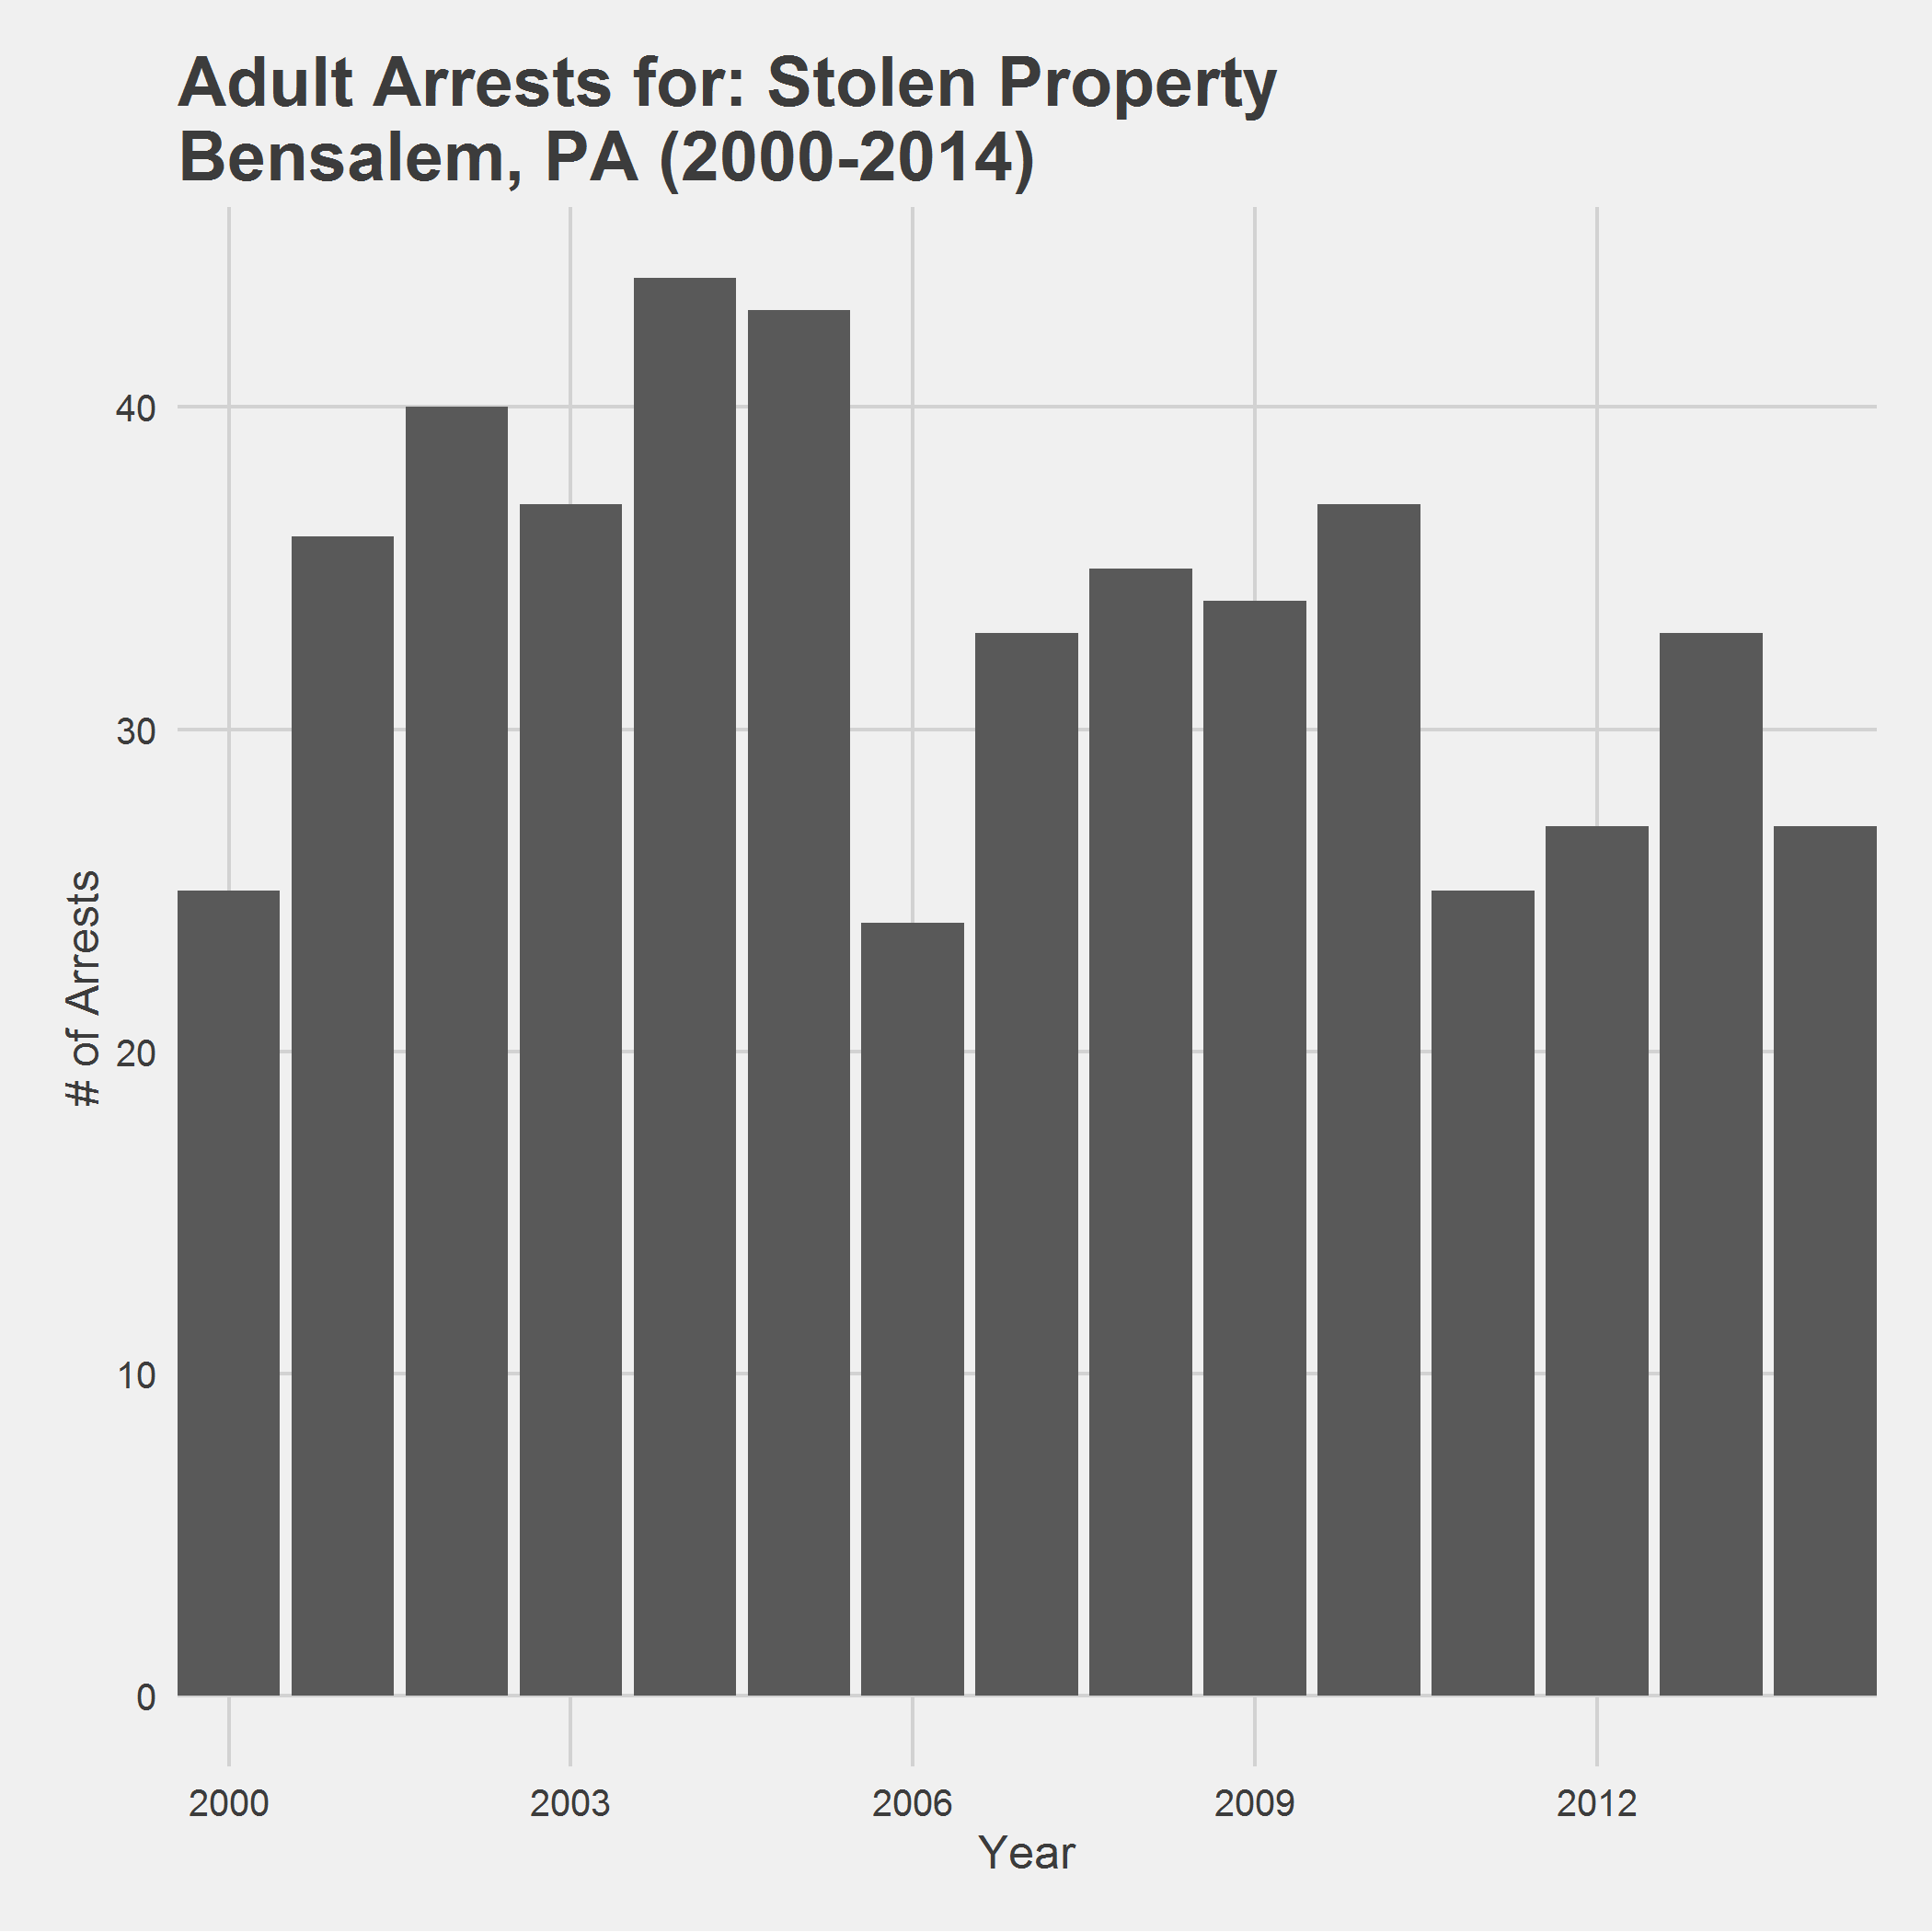 Adult Arrests for: Stolen Property
Bensalem, PA (2000-2014)
40
30
20
10
0
# of Arrests
2000 2003 2006 2009 2012
Year